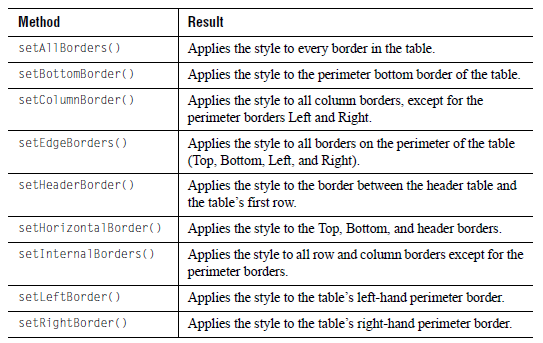 Method Result
setAllBorders() Applies the style to every border in the table.
setBottomBorder() Applies the style to the perimeter bottom border of the table.
setColumnBorder() Applies the style to all column borders, except for the
perimeter borders Left and Right.
setEdgeBorders() Applies the style to all borders on the perimeter of the table
(Top, Bottom, Left, and Right).
setHeaderBorder() Applies the style to the border between the header table and
the table's first row.
setHorizontalBorder() Applies the style to the Top, Bottom, and header borders.
setInternalBorders() Applies the style to all row and column borders except for the
perimeter borders.
setLeftBorder() Applies the style to the table's left-hand perimeter border.
setRightBorder() Applies the style to the table's right-hand perimeter border.